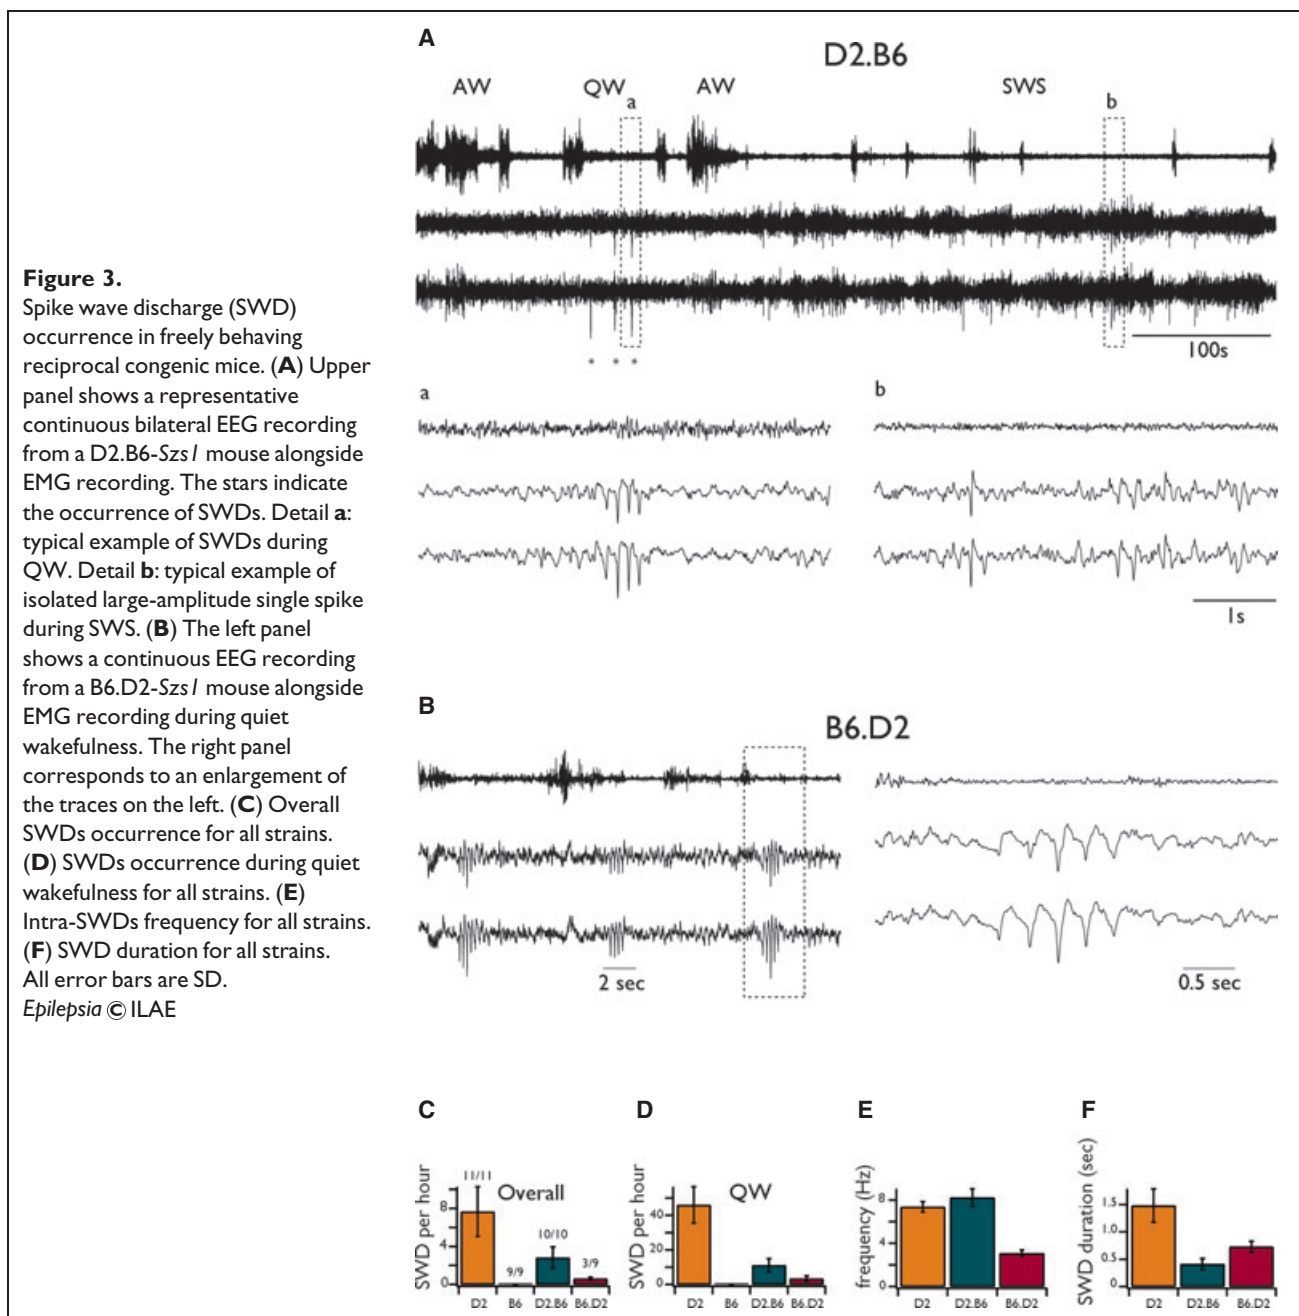 Figure 3.
Spike wave discharge (SWD)
occurrence in freely behaving
reciprocal congenic mice. (A) Upper
panel shows a representative
continuous bilateral EEG recording
from a D2.B6-Szs1 mouse alongside
EMG recording. The stars indicate
the occurrence of SWDs. Detail a:
typical example of SWDs during
QW. Detail b: typical example of
isolated large-amplitude single spike
during SWS. (B) The left panel
shows a continuous EEG recording
from a B6.D2-Szs1 mouse alongside
EMG recording during quiet
wakefulness. The right panel
corresponds to an enlargement of
the traces on the left. (C) Overall
SWDs occurrence for all strains.
(D) SWDs occurrence during quiet
wakefulness for all strains. (E)
Intra-SWDs frequency for all strains.
(F) SWD duration for all strains.
All error bars are SD.
Epilepsia © ILAE
A
D2.B6
AW QW AW SWS
a b
* * *
100s
a b
1s
B
B6.D2
2 sec 0.5 sec
C
SWD per hour
Overall
8
4
0
11/11
9/9
10/10
3/9
D2 B6 D2.B6 B6.D2
D
SWD per hour
QW
40
20
0
D2 B6 D2.B6 B6.D2
E
frequency (Hz)
8
4
0
D2 D2.B6 B6.D2
F
SWD duration (sec)
1.5
1.0
0.5
0
D2 D2.B6 B6.D2